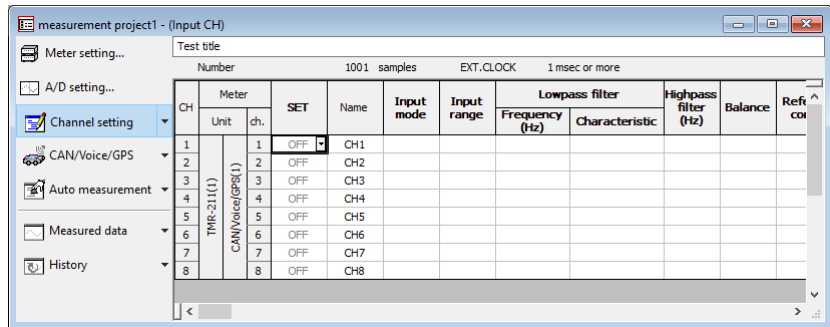 measurement project1 - (Input CH)
Meter setting...
A/D setting...
Channel setting
CAN/Voice/GPS
Auto measurement
Measured data
History
Test title
Number 1001 samples EXT.CLOCK 1 msec or more
CH Meter SET Name Input mode Input range Lowpass filter Highpass filter (Hz) Balance
Unit ch. Frequency (Hz) Characteristic
TMR-211(1)
CAN/Voice/GPS(1)
1 1 OFF CH1
2 2 OFF CH2
3 3 OFF CH3
4 4 OFF CH4
5 5 OFF CH5
6 6 OFF CH6
7 7 OFF CH7
8 8 OFF CH8